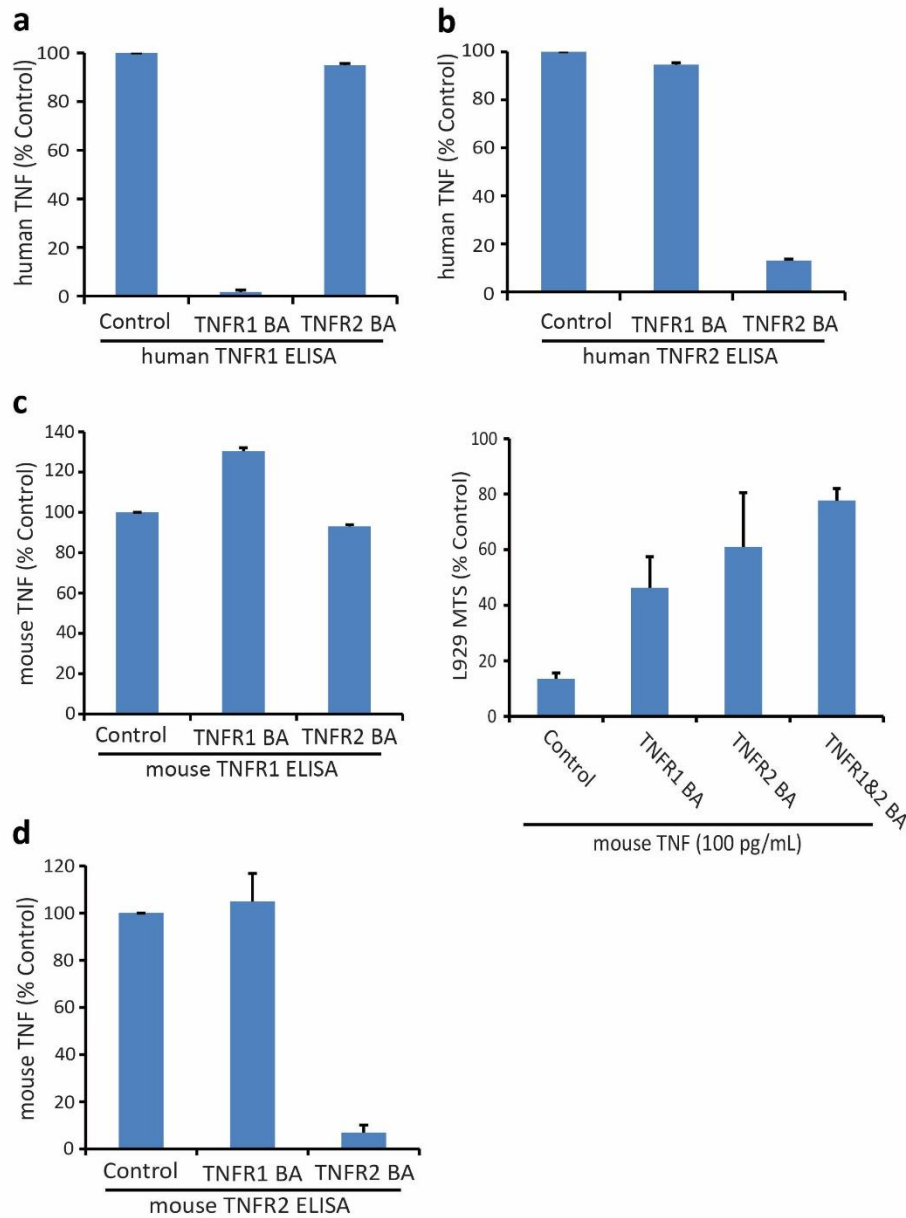 a
human TNF (% Control)
100
80
60
40
20
0
Control TNFR1 BA TNFR2 BA
human TNFR1 ELISA
b
human TNF (% Control)
100
80
60
40
20
0
Control TNFR1 BA TNFR2 BA
human TNFR2 ELISA
c
mouse TNF (% Control)
140
120
100
80
60
40
20
0
Control TNFR1 BA TNFR2 BA
mouse TNFR1 ELISA
L929 MTS (% Control)
100
80
60
40
20
0
Control
TNFR1 BA
TNFR2 BA
TNFR1&2 BA
mouse TNF (100 pg/mL)
d
mouse TNF (% Control)
120
100
80
60
40
20
0
Control TNFR1 BA TNFR2 BA
mouse TNFR2 ELISA